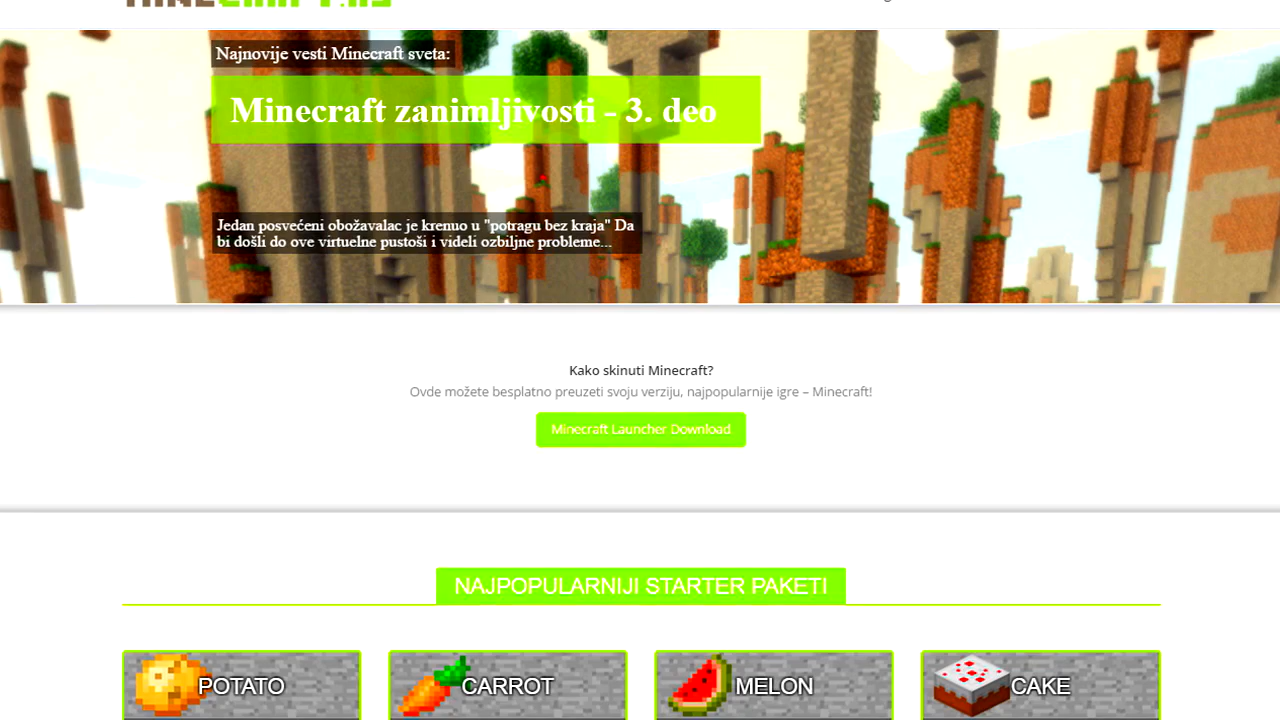 Najnovije vesti Minecraft sveta:
Minecraft zanimljivosti - 3. deo
Jedan posvećeni obožavalac je krenuo u "potragu bez kraja" Da
bi došli do ove virtuelne pustoši i videli ozbiljne probleme...
Kako skinuti Minecraft?
Ovde možete besplatno preuzeti svoju verziju, najpopularnije igre – Minecraft!
Minecraft Launcher Download
NAJPOPULARNIJI STARTER PAKETI
POTATO
CARROT
MELON
CAKE